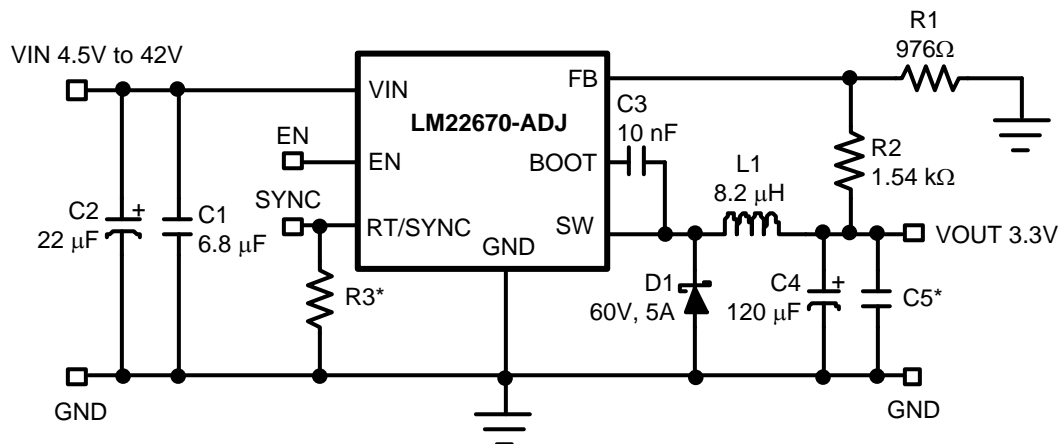 R1
976Ω
VIN 4.5V to 42V
VIN
FB
LM22670-ADJ
C3
10 nF
EN
EN
BOOT
R2
1.54 kΩ
L1
8.2 μH
SYNC
RT/SYNC
SW
GND
C2
22 μF
+
C1
6.8 μF
VOUT 3.3V
R3*
D1
60V, 5A
C4
120 μF
+
C5*
GND
GND